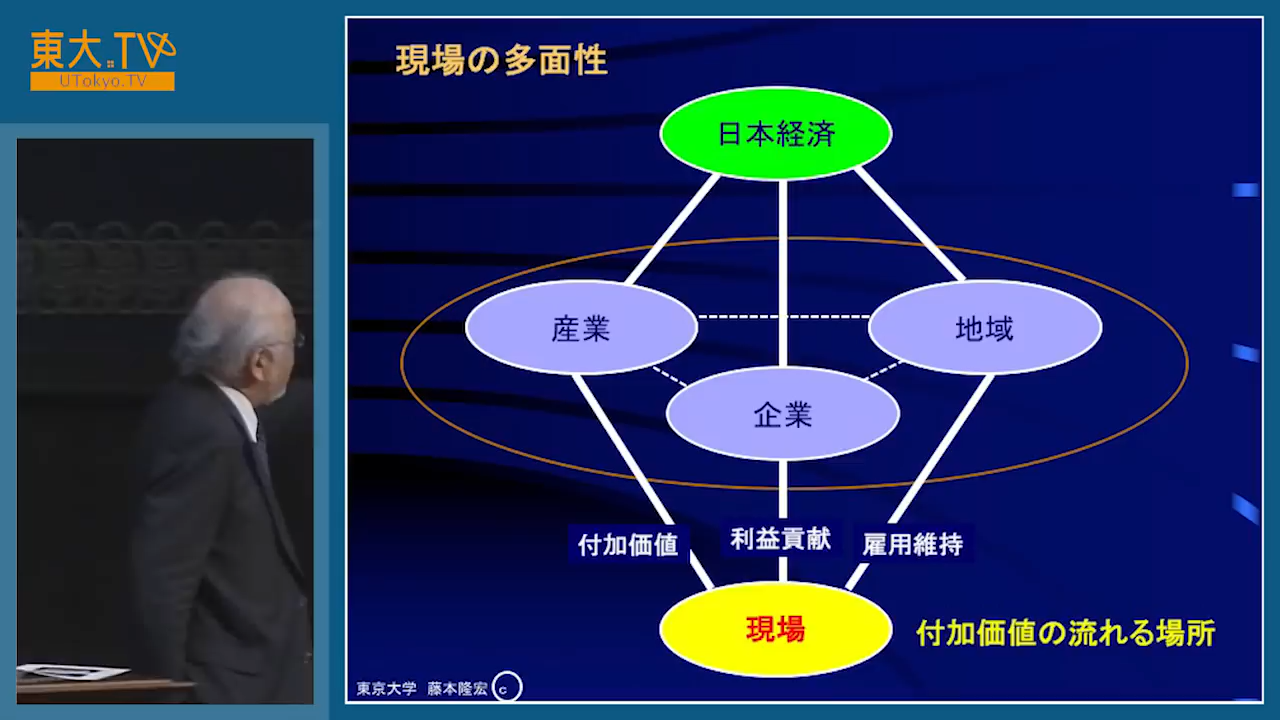 東大.TV
UTokyo.TV
現場の多面性
日本経済
産業
地域
企業
付加価値
利益貢献
雇用維持
現場
付加価値の流れる場所
東京大学 藤本隆宏 c